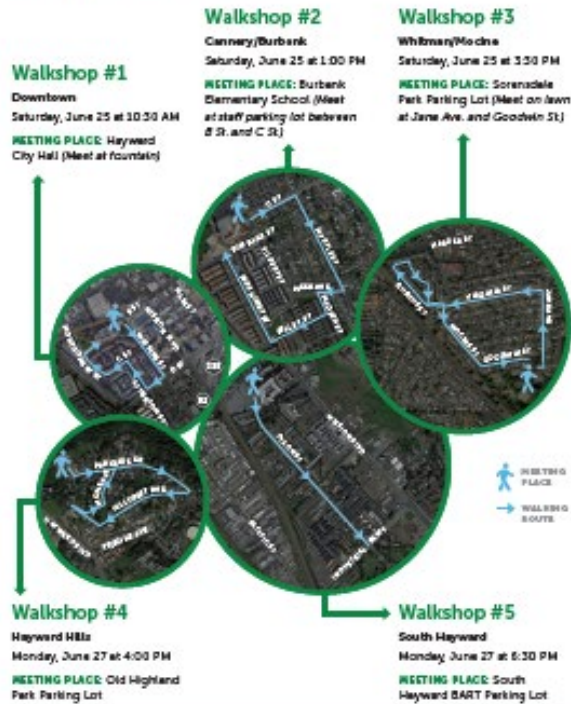 Walkshop #1
Downtown
Saturday, June 25 at 10:30 AM
MEETING PLACE: Hayward
City Hall (Meet at fountain)
Walkshop #2
Cannery/Burbank
Saturday, June 25 at 1:00 PM
MEETING PLACE: Burbank
Elementary School (Meet
at staff parking lot between
B St. and C St.)
Walkshop #3
Whitman/Mocine
Saturday, June 25 at 3:30 PM
MEETING PLACE: Sorensdale
Park Parking Lot (Meet on lawn
at Jane Ave. and Goodwin St.)
MEETING
PLACE
WALKING
ROUTE
Walkshop #4
Hayward Hills
Monday, June 27 at 4:00 PM
MEETING PLACE: Old Highland
Park Parking Lot
Walkshop #5
South Hayward
Monday, June 27 at 6:30 PM
MEETING PLACE: South
Hayward BART Parking Lot